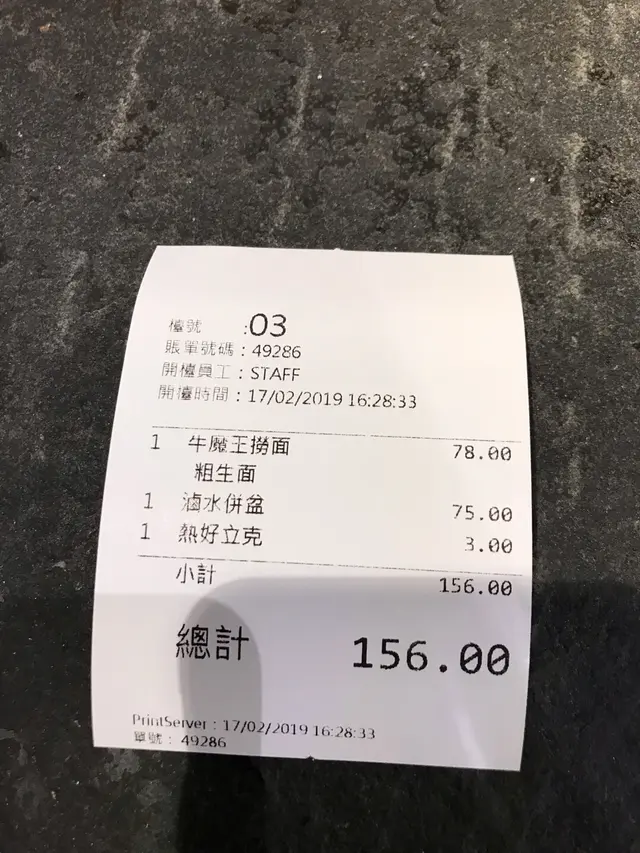 檯號 :03
賬單號碼 : 49286
開檯員工 : STAFF
開檯時間 : 17/02/2019 16:28:33
1 牛魔王撈面 78.00
粗生面
1 滷水併盆 75.00
1 熱好立克 3.00
小計 156.00
總計 156.00
PrintServer : 17/02/2019 16:28:33
單號 : 49286